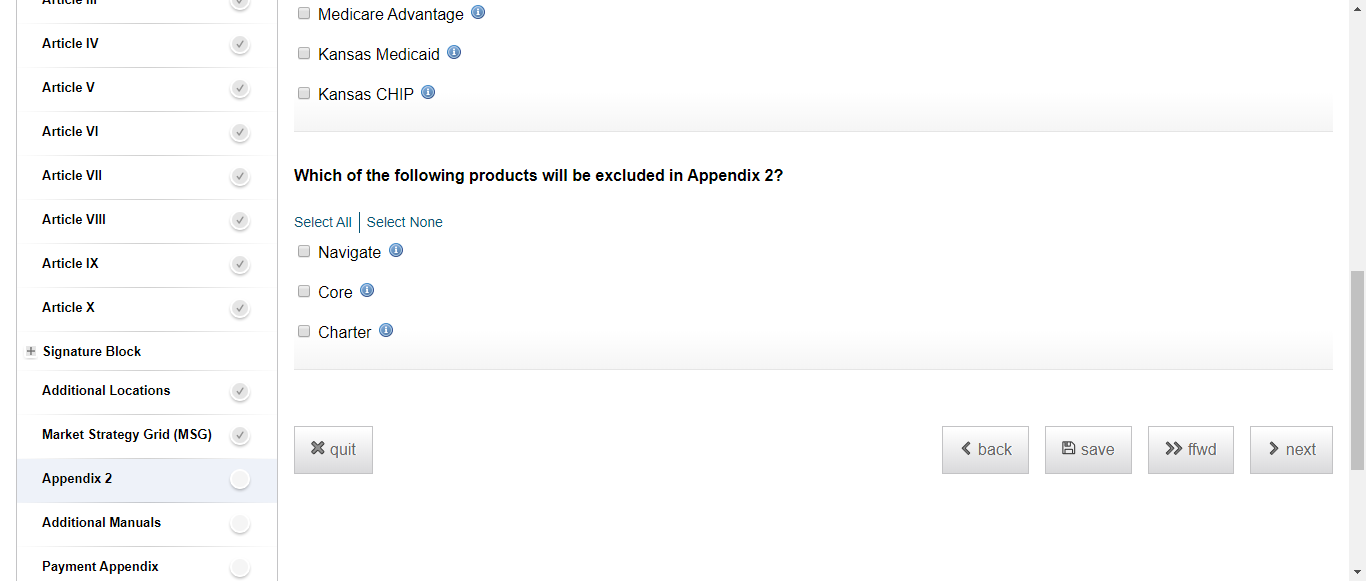 Article III
Article IV
Article V
Article VI
Article VII
Article VIII
Article IX
Article X
Signature Block
Additional Locations
Market Strategy Grid (MSG)
Appendix 2
Additional Manuals
Payment Appendix
Medicare Advantage
Kansas Medicaid
Kansas CHIP
Which of the following products will be excluded in Appendix 2?
Select All | Select None
Navigate
Core
Charter
quit
back
save
ffwd
next